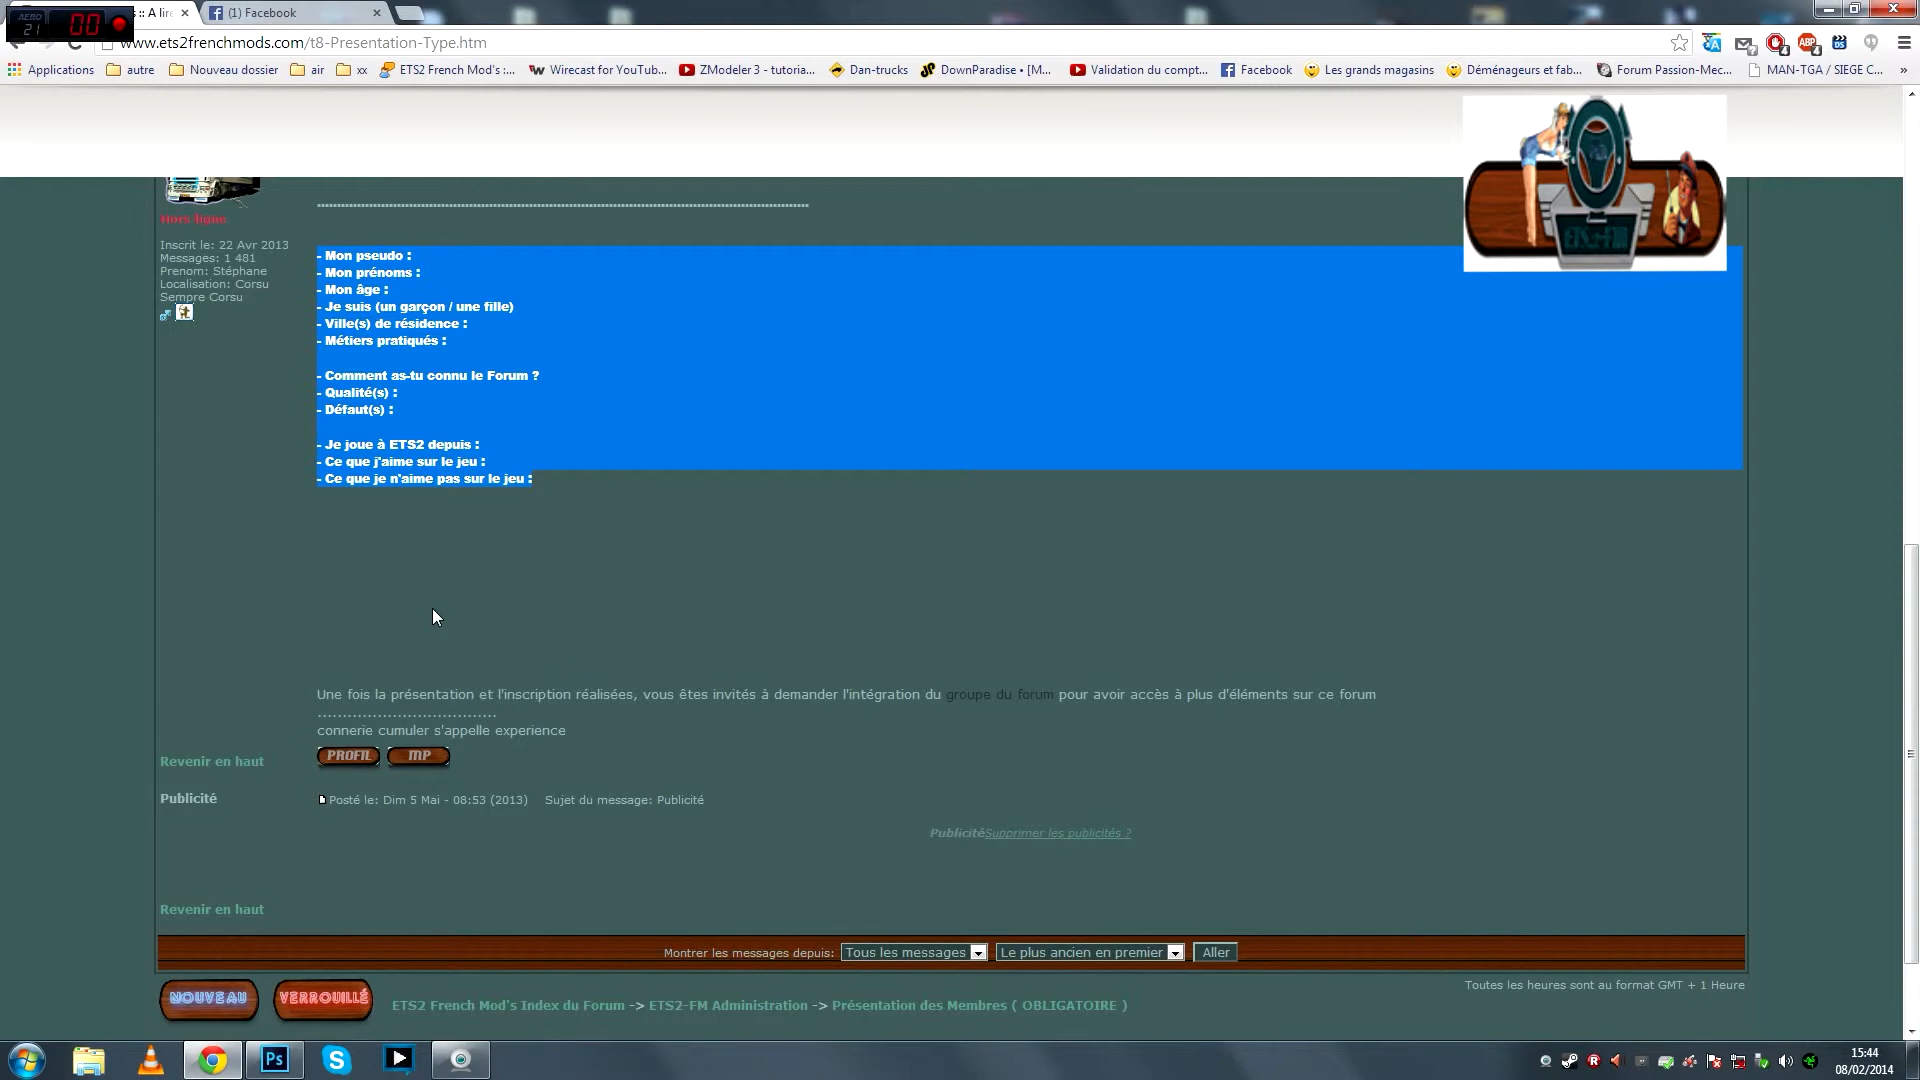 AERO
21
00
:: A lire
(1) Facebook
www.ets2frenchmods.com/t8-Presentation-Type.htm
Applications
autre
Nouveau dossier
air
xx
ETS2 French Mod's :...
Wirecast for YouTub...
ZModeler 3 - tutoria...
Dan-trucks
DownParadise • [M...
Validation du compt...
Facebook
Les grands magasins
Déménageurs et fab...
Forum Passion-Mec...
MAN-TGA / SIEGE C...
»
Hors ligne
Inscrit le: 22 Avr 2013
Messages: 1 481
Prenom: Stéphane
Localisation: Corsu
Sempre Corsu
- Mon pseudo :
- Mon prénoms :
- Mon âge :
- Je suis (un garçon / une fille)
- Ville(s) de résidence :
- Métiers pratiqués :
- Comment as-tu connu le Forum ?
- Qualité(s) :
- Défaut(s) :
- Je joue à ETS2 depuis :
- Ce que j'aime sur le jeu :
- Ce que je n'aime pas sur le jeu :
Une fois la présentation et l'inscription réalisées, vous êtes invités à demander l'intégration du groupe du forum pour avoir accès à plus d'éléments sur ce forum
....................................
connerie cumuler s'appelle experience
Revenir en haut
PROFIL
MP
Publicité
Posté le: Dim 5 Mai - 08:53 (2013)
Sujet du message: Publicité
PublicitéSupprimer les publicités ?
Revenir en haut
Montrer les messages depuis:
Tous les messages
Le plus ancien en premier
Aller
NOUVEAU
VERROUILLÉ
ETS2 French Mod's Index du Forum -> ETS2-FM Administration -> Présentation des Membres ( OBLIGATOIRE )
Toutes les heures sont au format GMT + 1 Heure
Ps
15:44
08/02/2014